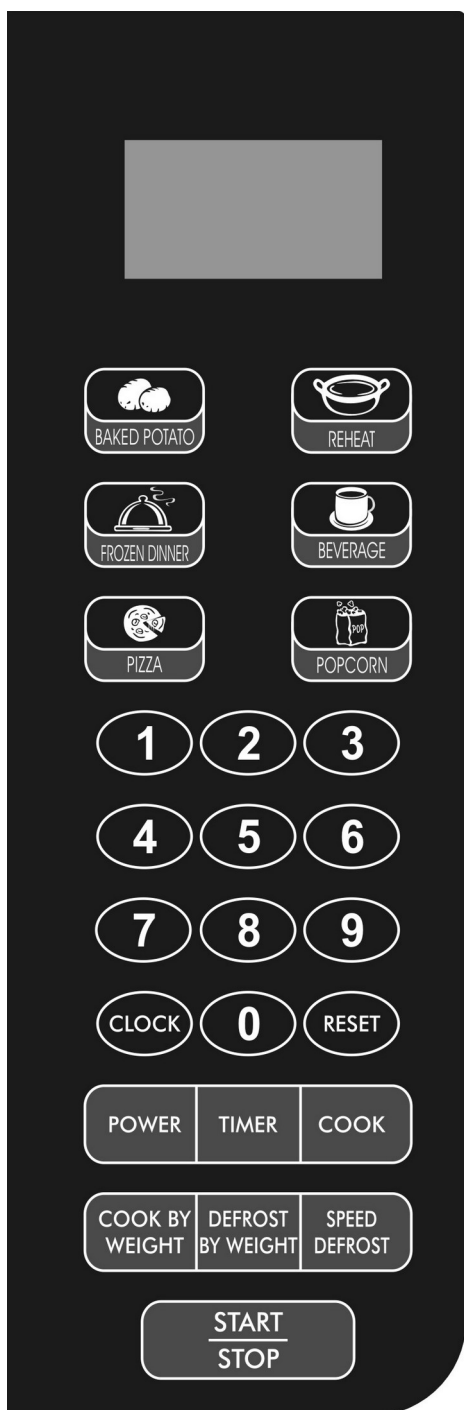 BAKED POTATO
REHEAT
FROZEN DINNER
BEVERAGE
PIZZA
POP
POPCORN
1 2 3
4 5 6
7 8 9
CLOCK 0 RESET
POWER TIMER COOK
COOK BY WEIGHT
DEFROST BY WEIGHT
SPEED DEFROST
START
STOP